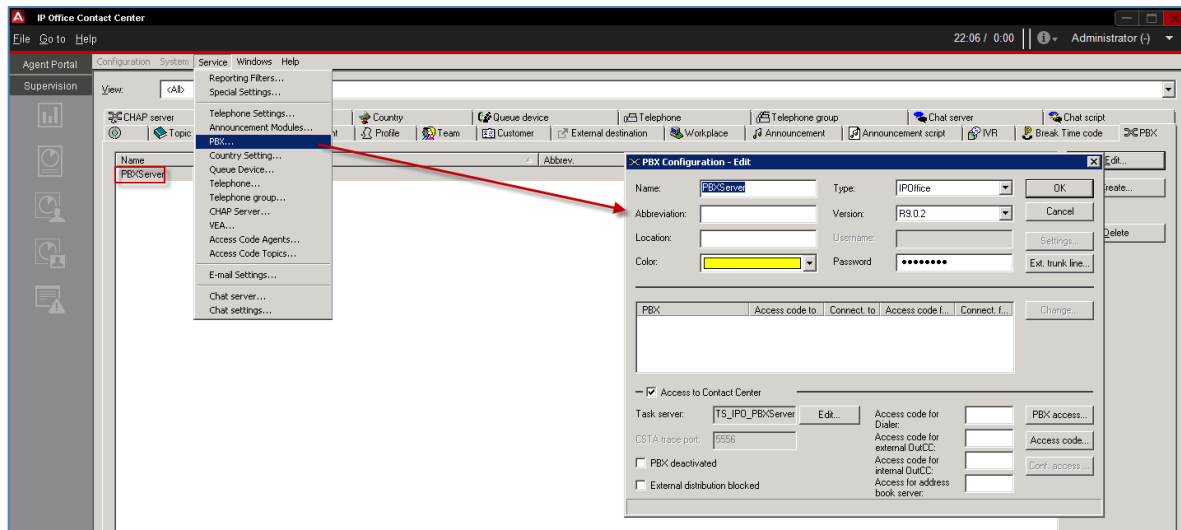 IP Office Contact Center
File Go to Help
22:06 / 0:00
Administrator (-)
Agent Portal
Supervision
Configuration System Service Windows Help
View: <All>
Reporting Filters...
Special Settings...
Telephone Settings...
Announcement Modules...
PBX...
Country Setting...
Queue Device...
Telephone...
Telephone group...
CHAP Server...
VEA...
Access Code Agents...
Access Code Topics...
E-mail Settings...
Chat server...
Chat settings...
CHAP server Country Queue device Telephone Telephone group Chat server Chat script
Topic Profile Team Customer External destination Workplace Announcement Announcement script IVR Break Time code PBX
Name Abbrev.
PBXServer
Edit...
Delete
PBX Configuration - Edit
Name: PBXServer Type: IPOffice OK
Abbreviation: Version: R9.0.2 Cancel
Location: Username: Settings...
Color: Password •••••••• Ext. trunk line...
PBX Access code to Connect. to Access code f... Connect. f... Change...
Access to Contact Center
Task server: TS_IPO_PBXServer Edit... Access code for Dialer: PBX access...
CSTA trace port: 5556 Access code for external OutCC: Access code...
PBX deactivated Access code for internal OutCC: Conf. access ...
External distribution blocked Access for address book server: